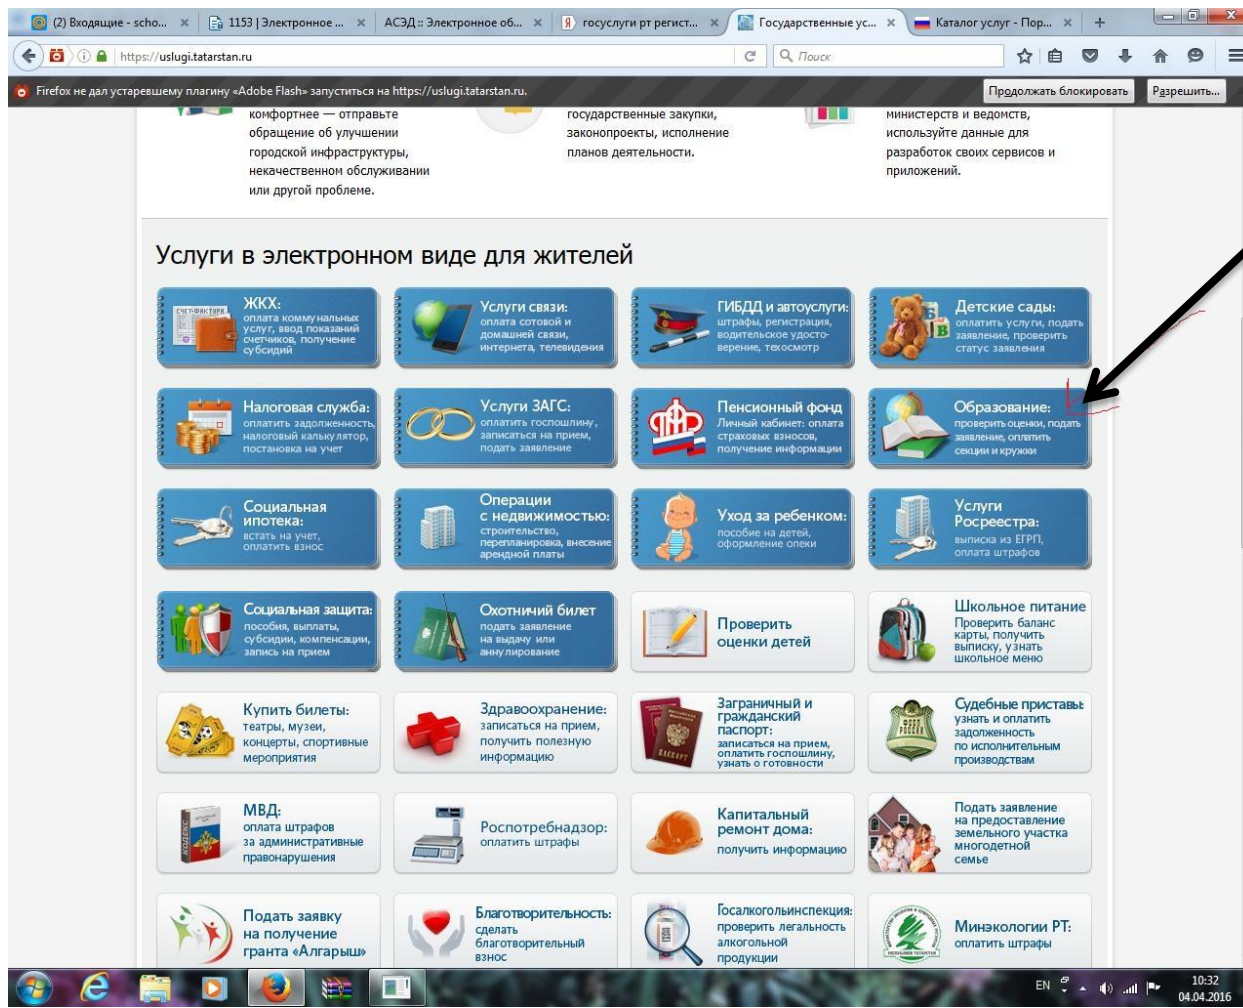 (2) Входящие - scho...
1153 | Электронное ...
АСЭД :: Электронное об...
госуслуги рт регист...
Государственные ус...
Каталог услуг - Пор...
https://uslugi.tatarstan.ru
Поиск
Firefox не дал устаревшему плагину «Adobe Flash» запуститься на https://uslugi.tatarstan.ru.
Продолжать блокировать
Разрешить...
комфортнее — отправьте
обращение об улучшении
городской инфраструктуры,
некачественном обслуживании
или другой проблеме.
государственные закупки,
законопроекты, исполнение
планов деятельности.
министерств и ведомств,
используйте данные для
разработок своих сервисов и
приложений.
Услуги в электронном виде для жителей
СЧЕТ-ФАКТУРА
ЖКХ:
оплата коммунальных
услуг, ввод показаний
счетчиков, получение
субсидий
Услуги связи:
оплата сотовой и
домашней связи,
интернета, телевидения
ГИБДД и автоуслуги:
штрафы, регистрация,
водительское удосто-
верение, техосмотр
Детские сады:
оплатить услуги, подать
заявление, проверить
статус заявления
Налоговая служба:
оплатить задолженность,
налоговый калькулятор,
постановка на учет
Услуги ЗАГС:
оплатить госпошлину,
записаться на прием,
подать заявление
Пенсионный фонд
Личный кабинет: оплата
страховых взносов,
получение информации
Образование:
проверить оценки, подать
заявление, оплатить
секции и кружки
Социальная
ипотека:
встать на учет,
оплатить взнос
Операции
с недвижимостью:
строительство,
перепланировка, внесение
арендной платы
Уход за ребенком:
пособие на детей,
оформление опеки
Услуги
Росреестра:
выписка из ЕГРП,
оплата штрафов
Социальная защита:
пособия, выплаты,
субсидии, компенсации,
запись на прием
Охотничий билет
подать заявление
на выдачу или
аннулирование
Проверить
оценки детей
Школьное питание
Проверить баланс
карты, получить
выписку, узнать
школьное меню
Купить билеты:
театры, музеи,
концерты, спортивные
мероприятия
Здравоохранение:
записаться на прием,
получить полезную
информацию
ПАСПОРТ
Заграничный и
гражданский
паспорт:
записаться на прием,
оплатить госпошлину,
узнать о готовности
ФССП
РОССИИ
Судебные приставы:
узнать и оплатить
задолженность
по исполнительным
производствам
КОДЕКС
МВД:
оплата штрафов
за административные
правонарушения
Роспотребнадзор:
оплатить штрафы
Капитальный
ремонт дома:
получить информацию
Подать заявление
на предоставление
земельного участка
многодетной
семье
Подать заявку
на получение
гранта «Алгарыш»
Благотворительность:
сделать
благотворительный
взнос
Госалкогольинспекция:
проверить легальность
алкогольной
продукции
Минэкологии РТ:
оплатить штрафы
EN
10:32
04.04.2016